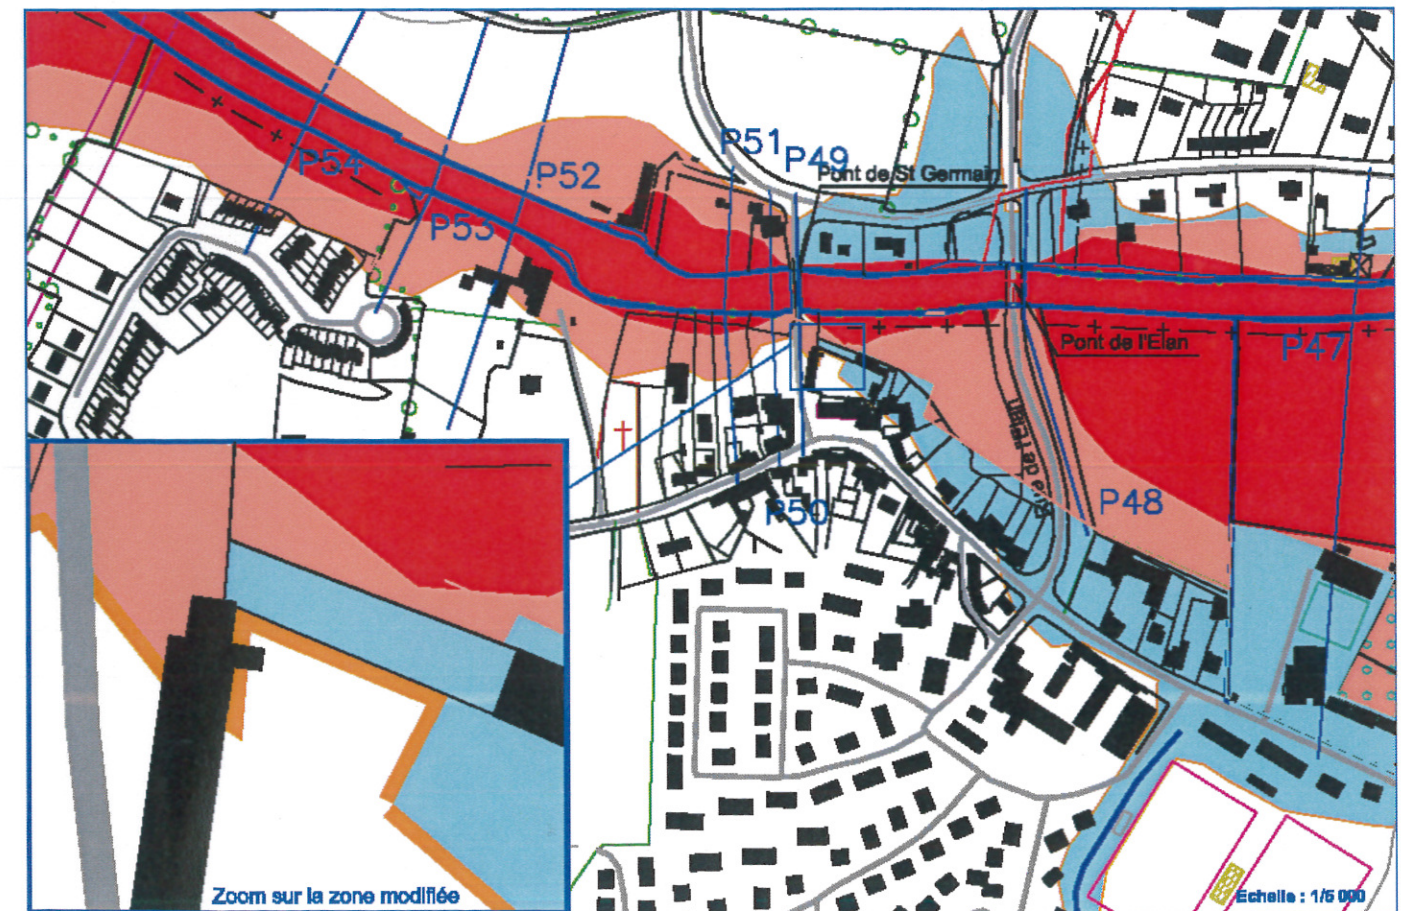 P51
P49
Pont de St Germain
P54
P52
P53
Pont de l'Elan
P47
Rue de l'Elan
P48
P50
Zoom sur la zone modifiée
Echelle : 1/5 000